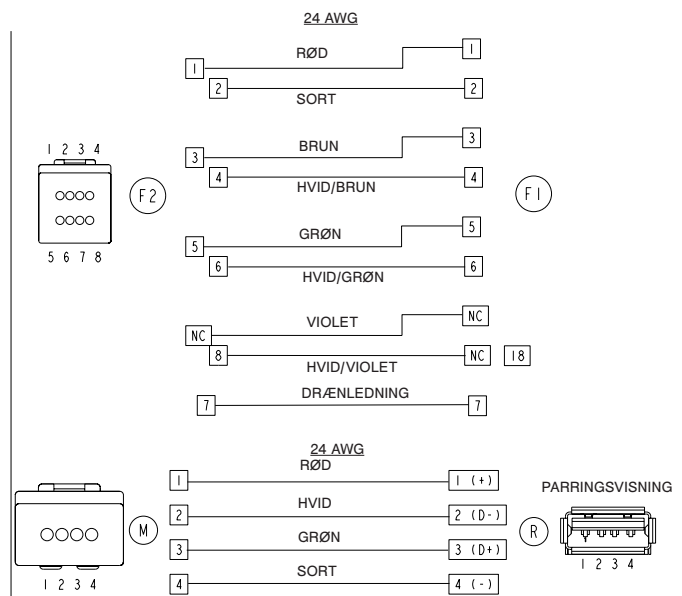 24 AWG
RØD
1 1
2 2
SORT
BRUN
3 3
4 4
HVID/BRUN
1 2 3 4
F2
F1
5 6 7 8
GRØN
5 5
6 6
HVID/GRØN
VIOLET
NC NC
8 NC 18
HVID/VIOLET
DRÆNLEDNING
7 7
24 AWG
RØD
1 1 (+)
HVID
2 2 (D-)
GRØN
3 3 (D+)
SORT
4 4 (-)
M
1 2 3 4
R
PARRINGSVISNING
1 2 3 4